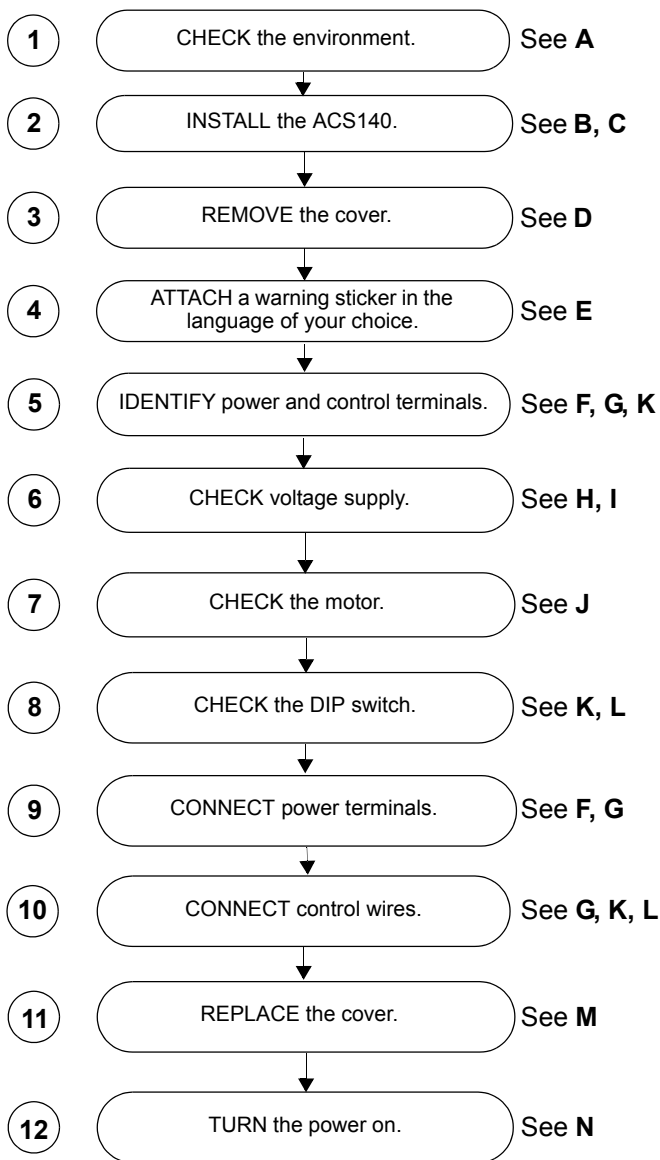 1 CHECK the environment. See A
2 INSTALL the ACS140. See B, C
3 REMOVE the cover. See D
4 ATTACH a warning sticker in the
language of your choice. See E
5 IDENTIFY power and control terminals. See F, G, K
6 CHECK voltage supply. See H, I
7 CHECK the motor. See J
8 CHECK the DIP switch. See K, L
9 CONNECT power terminals. See F, G
10 CONNECT control wires. See G, K, L
11 REPLACE the cover. See M
12 TURN the power on. See N